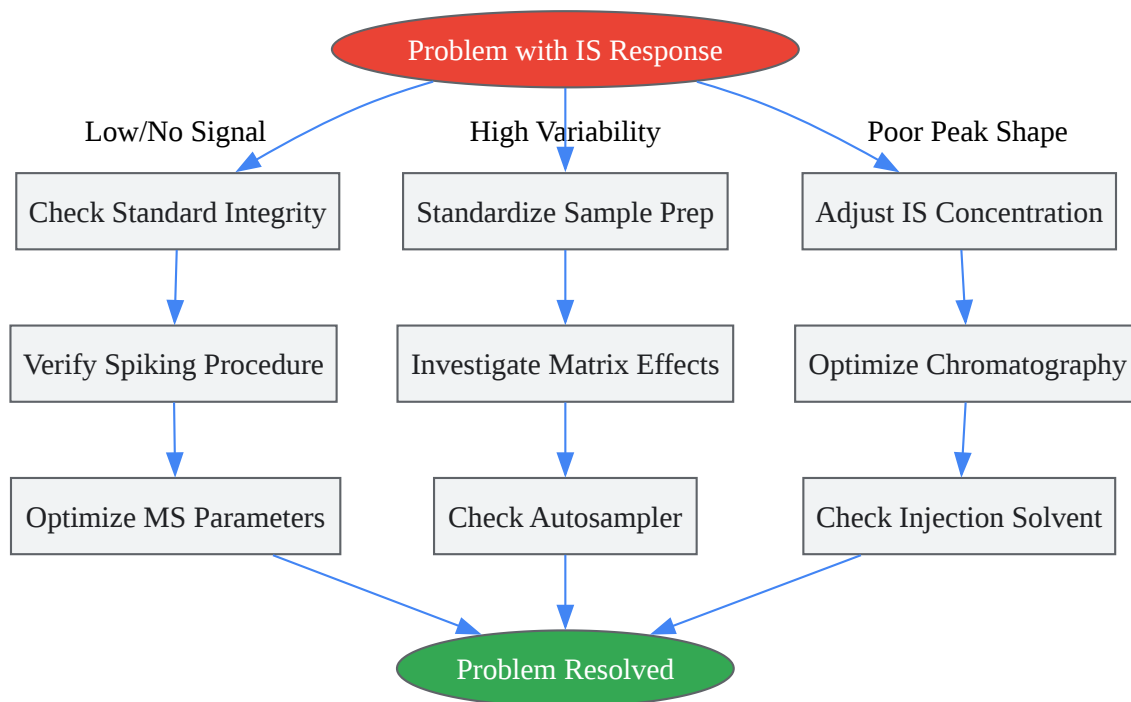 Problem with IS Response
Low/No Signal
High Variability
Poor Peak Shape
Check Standard Integrity
Standardize Sample Prep
Adjust IS Concentration
Verify Spiking Procedure
Investigate Matrix Effects
Optimize Chromatography
Optimize MS Parameters
Check Autosampler
Check Injection Solvent
Problem Resolved